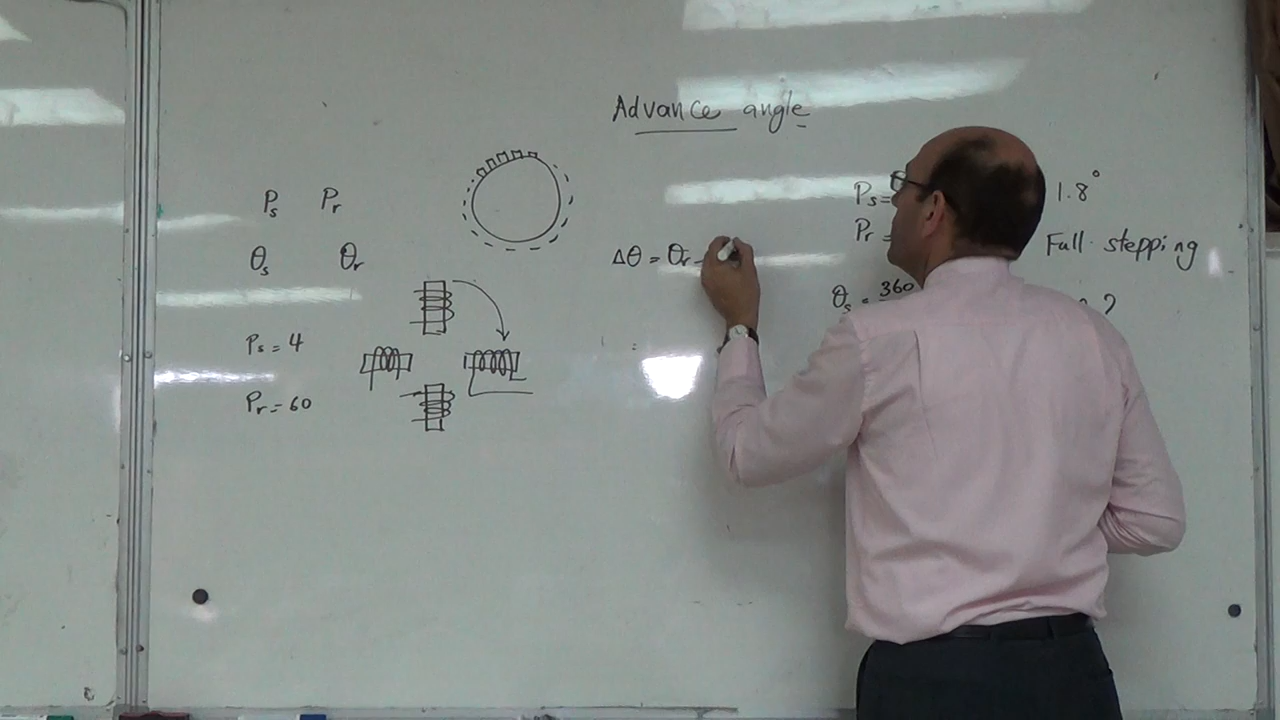 Advance angle
Ps Pr
θs θr
Ps = 4
Pr = 60
Δθ = θr -
Ps =
Pr =
θs = 360
1.8°
Full stepping
?